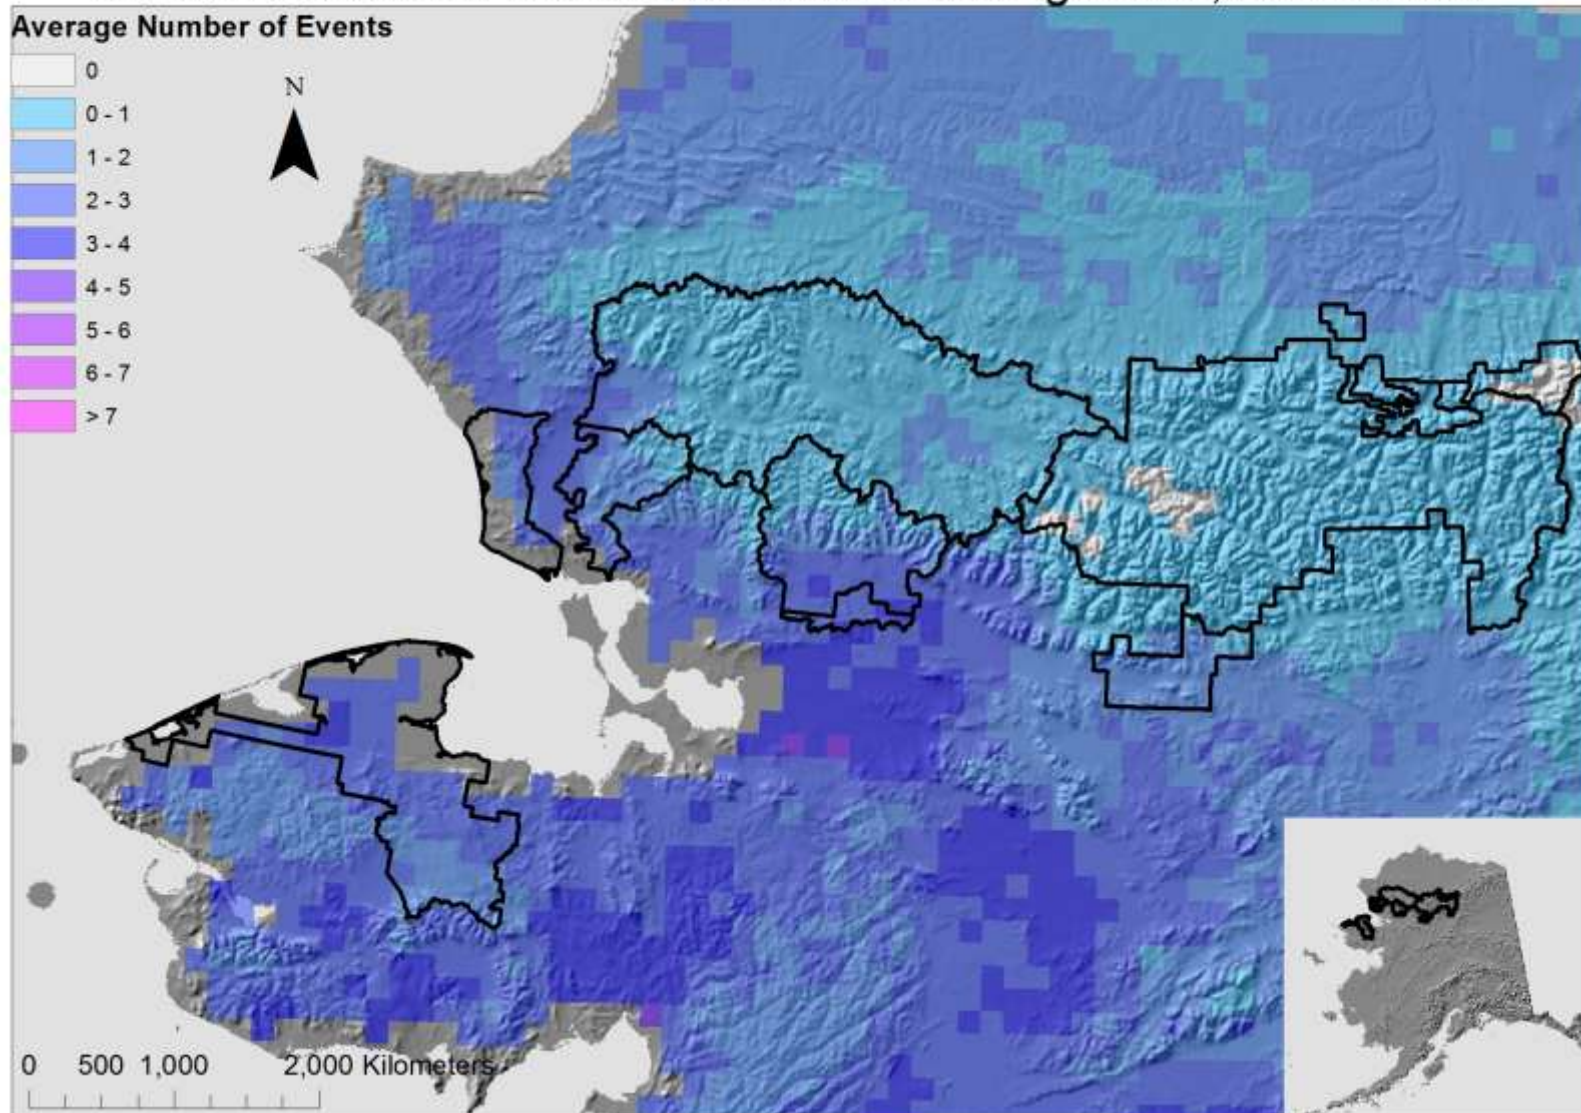 Average Number of Events
0
0 - 1
1 - 2
2 - 3
3 - 4
4 - 5
5 - 6
6 - 7
> 7
N
0 500 1,000 2,000 Kilometers